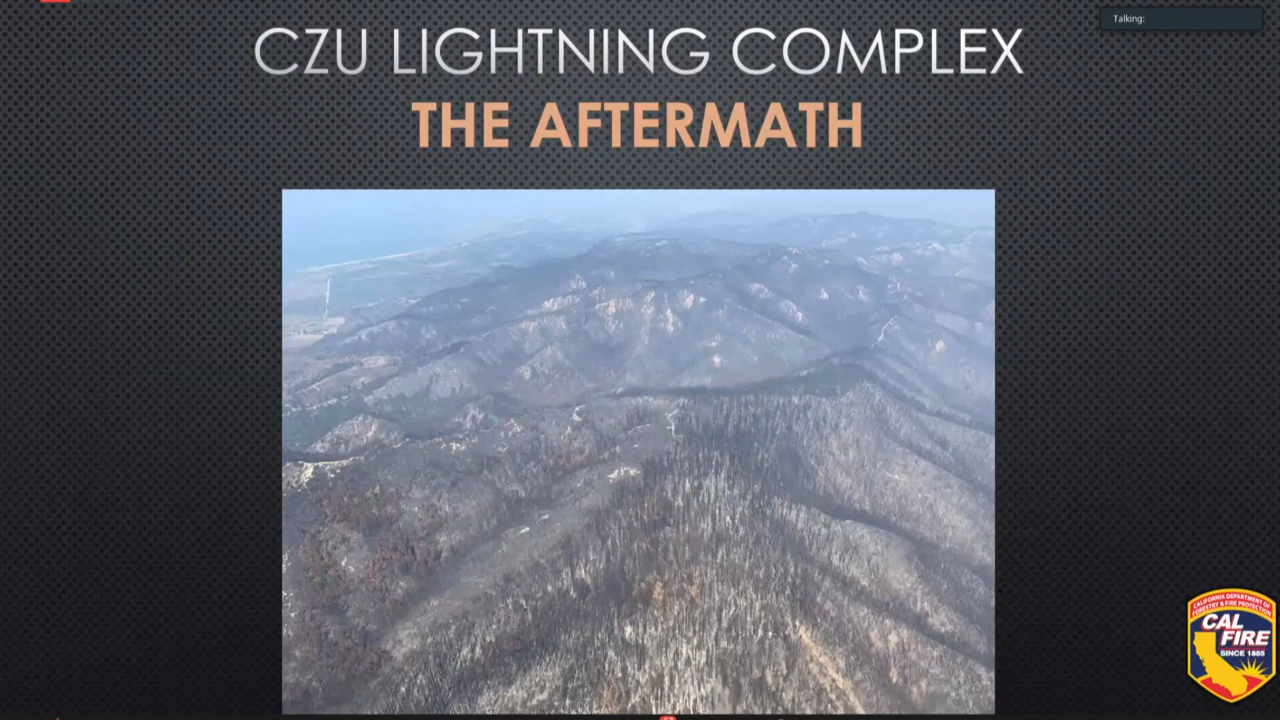 Talking:
CZU LIGHTNING COMPLEX
THE AFTERMATH
CALIFORNIA DEPARTMENT OF
FORESTRY & FIRE PROTECTION
CAL
FIRE
SINCE 1885